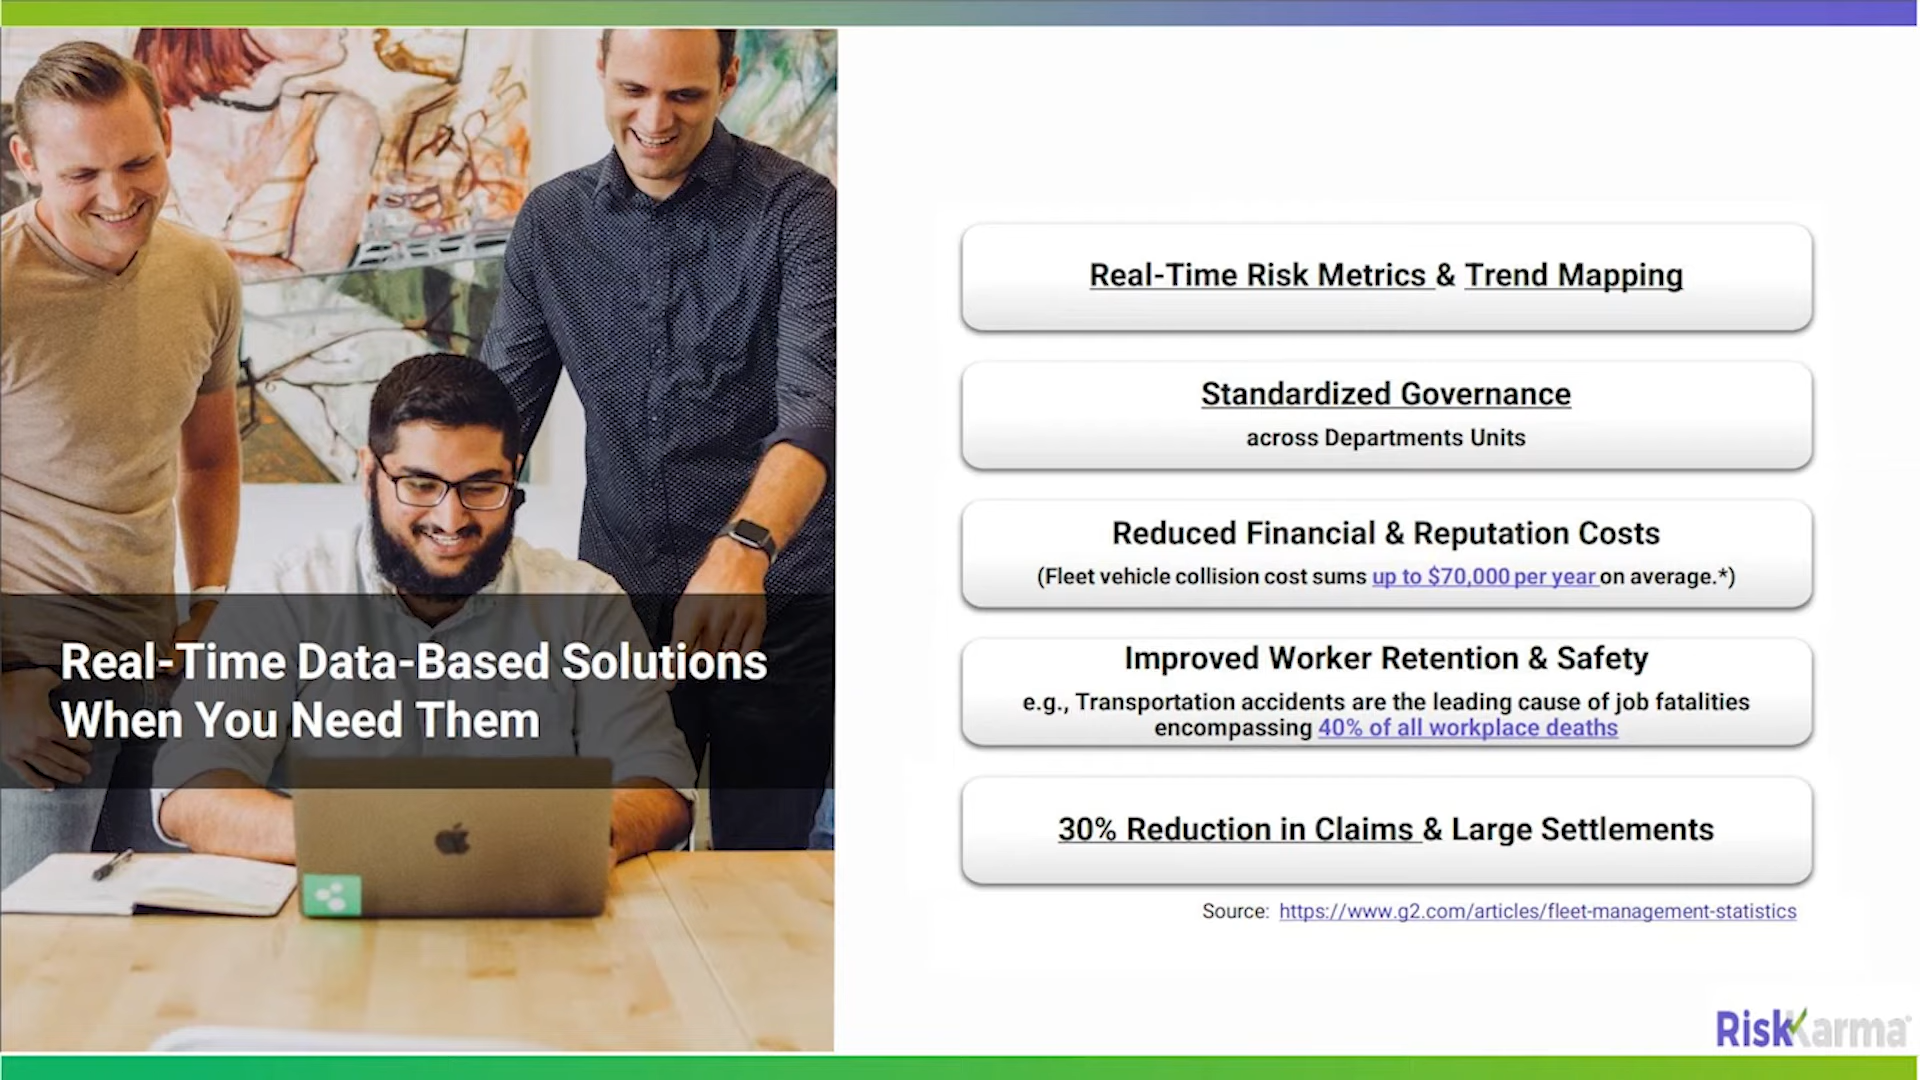 Real-Time Data-Based Solutions
When You Need Them
Real-Time Risk Metrics & Trend Mapping
Standardized Governance
across Departments Units
Reduced Financial & Reputation Costs
(Fleet vehicle collision cost sums up to $70,000 per year on average.*)
Improved Worker Retention & Safety
e.g., Transportation accidents are the leading cause of job fatalities
encompassing 40% of all workplace deaths
30% Reduction in Claims & Large Settlements
Source: https://www.g2.com/articles/fleet-management-statistics
RiskKarma®